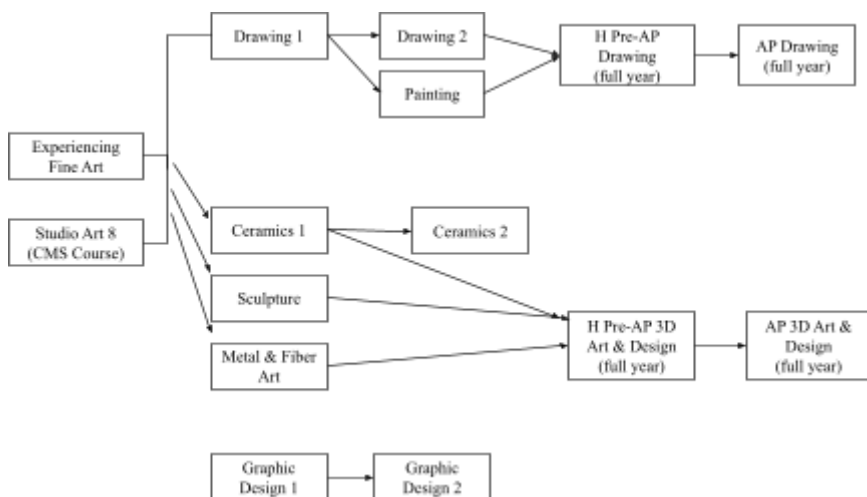 Drawing 1
Drawing 2
H Pre-AP
Drawing
(full year)
AP Drawing
(full year)
Painting
Experiencing
Fine Art
Studio Art 8
(CMS Course)
Ceramics 1
Ceramics 2
Sculpture
H Pre-AP 3D
Art & Design
(full year)
AP 3D Art &
Design
(full year)
Metal & Fiber
Art
Graphic
Design 1
Graphic
Design 2